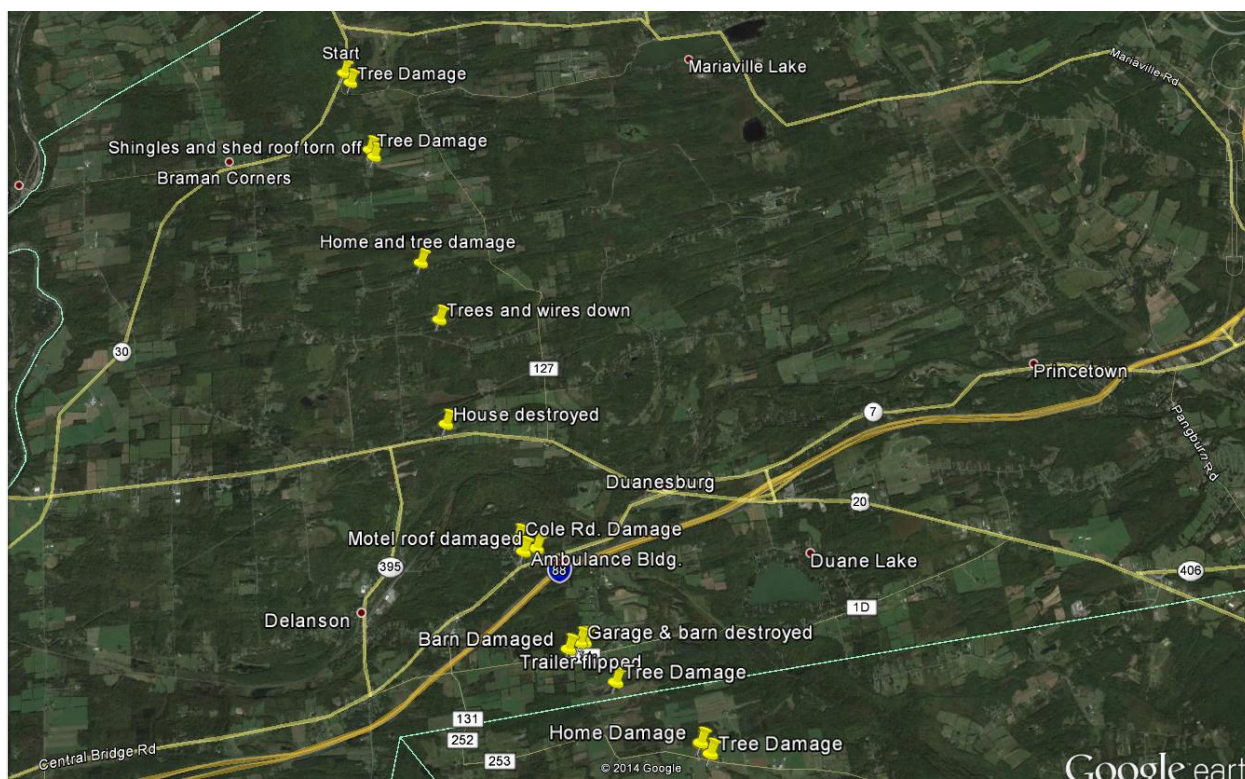 Start
Tree Damage
Mariaville Lake
Mariaville Rd
Shingles and shed roof torn off
Tree Damage
Braman Corners
Home and tree damage
Trees and wires down
30
127
Princetown
7
House destroyed
Pangburn Rd
Duanesburg
20
Motel roof damaged
Cole Rd. Damage
Ambulance Bldg.
88
395
Duane Lake
406
Delanson
1D
Barn Damaged
Garage & barn destroyed
Trailer flipped
Tree Damage
131
252
253
Home Damage
Tree Damage
Central Bridge Rd
© 2014 Google
Google earth